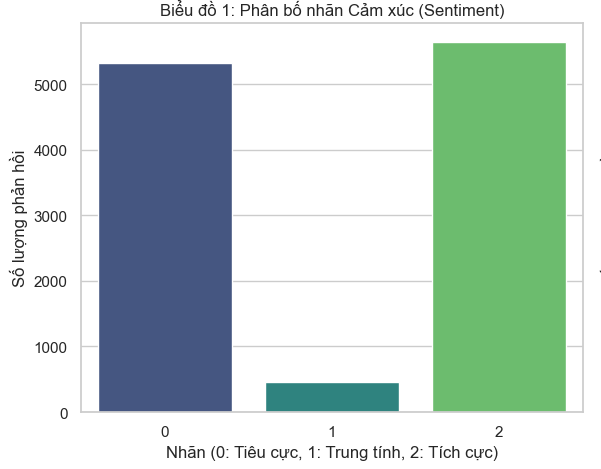 Biểu đồ 1: Phân bố nhãn Cảm xúc (Sentiment)
Số lượng phản hồi
5000
4000
3000
2000
1000
0
0 1 2
Nhãn (0: Tiêu cực, 1: Trung tính, 2: Tích cực)